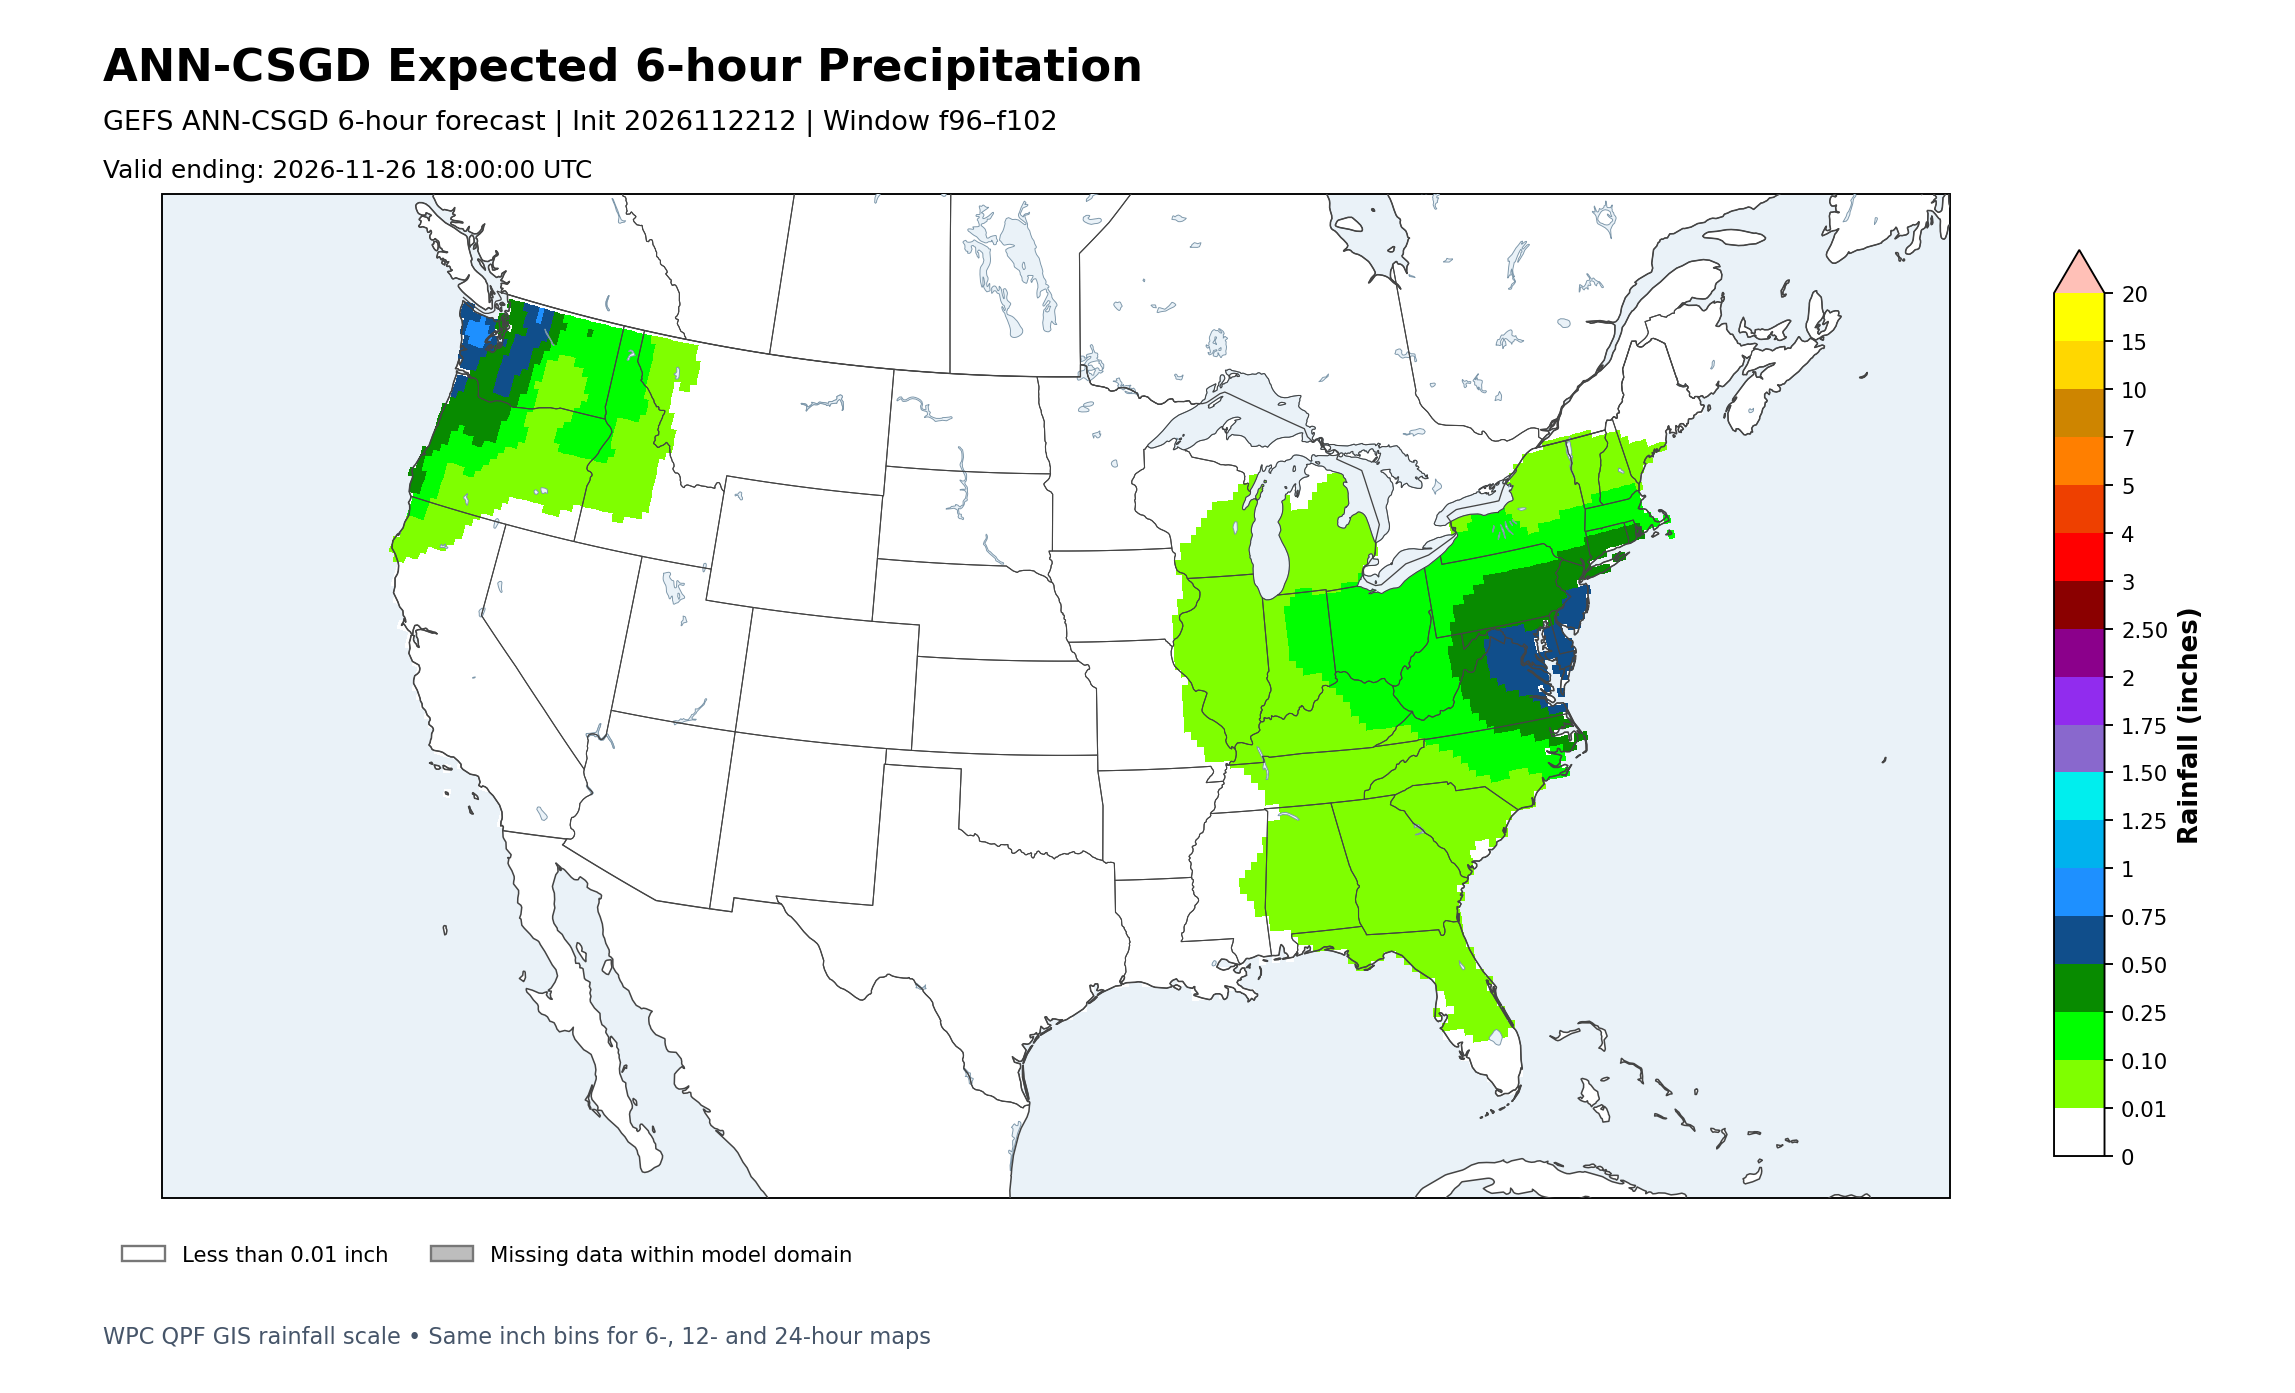 ANN-CSGD Expected 6-hour Precipitation
GEFS ANN-CSGD 6-hour forecast | Init 2026112212 | Window f96–f102
Valid ending: 2026-11-26 18:00:00 UTC
20
15
10
7
5
4
3
2.50
2
1.75
1.50
1.25
1
0.75
0.50
0.25
0.10
0.01
0
Rainfall (inches)
Less than 0.01 inch
Missing data within model domain
WPC QPF GIS rainfall scale • Same inch bins for 6-, 12- and 24-hour maps